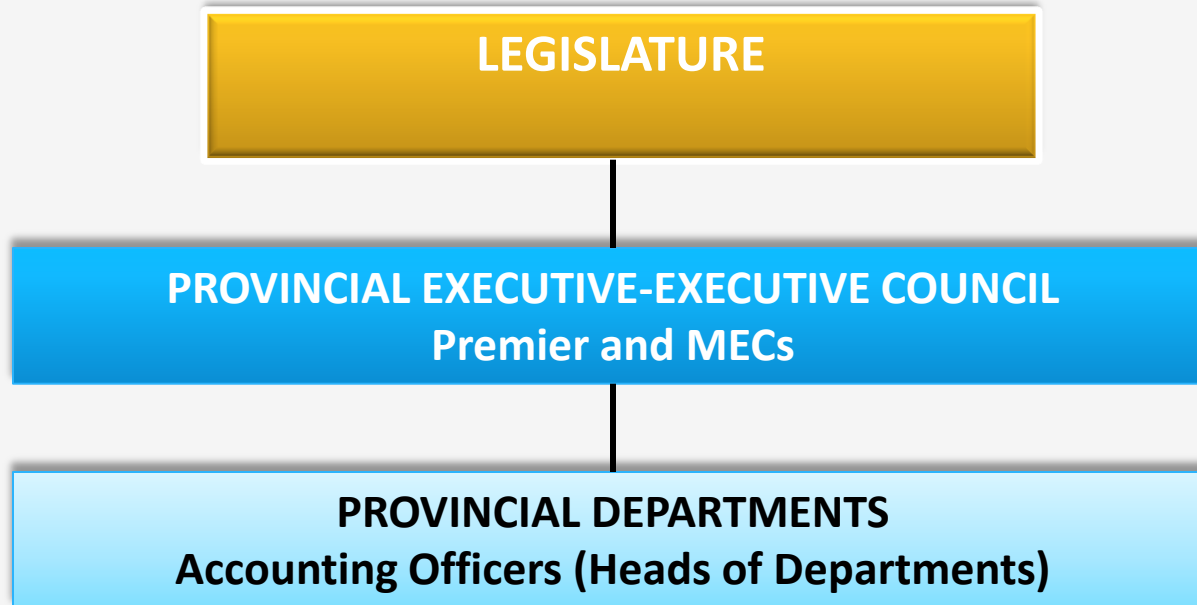 LEGISLATURE
PROVINCIAL EXECUTIVE-EXECUTIVE COUNCIL
Premier and MECs
PROVINCIAL DEPARTMENTS
Accounting Officers (Heads of Departments)